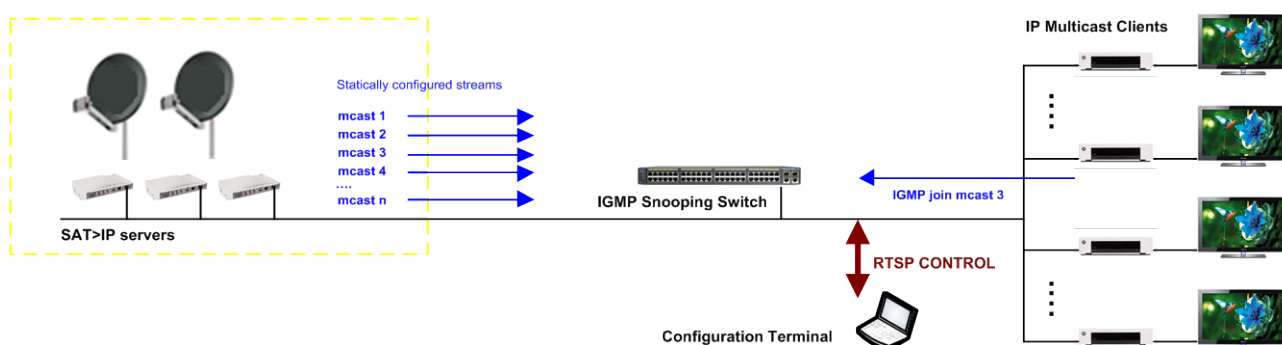 IP Multicast Clients
Statically configured streams
mcast 1
mcast 2
mcast 3
mcast 4
....
mcast n
IGMP Snooping Switch
IGMP join mcast 3
SAT>IP servers
RTSP CONTROL
Configuration Terminal